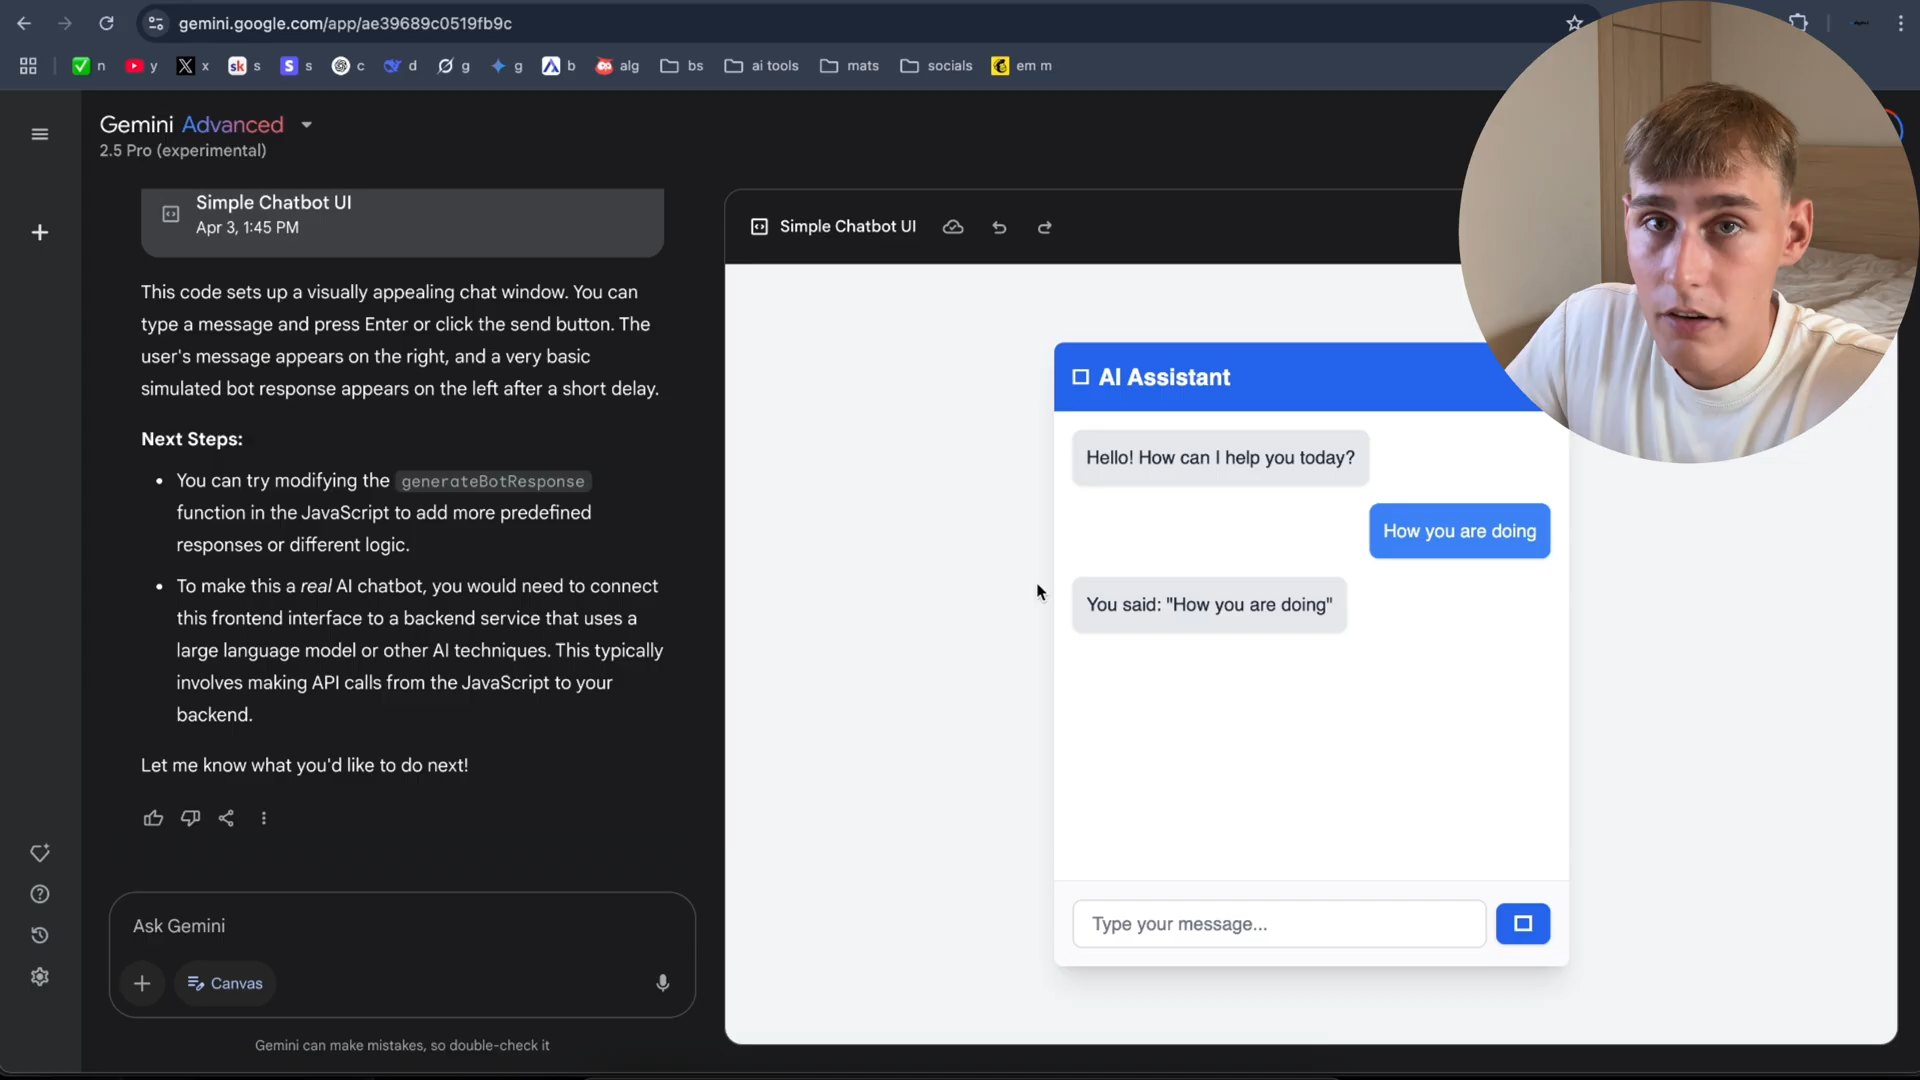 gemini.google.com/app/ae39689c0519fb9c
n
y
x
s
s
c
d
g
g
b
alg
bs
ai tools
mats
socials
em m
Gemini Advanced
2.5 Pro (experimental)
Simple Chatbot UI
Apr 3, 1:45 PM
This code sets up a visually appealing chat window. You can
type a message and press Enter or click the send button. The
user's message appears on the right, and a very basic
simulated bot response appears on the left after a short delay.
Next Steps:
• You can try modifying the generateBotResponse
function in the JavaScript to add more predefined
responses or different logic.
• To make this a real AI chatbot, you would need to connect
this frontend interface to a backend service that uses a
large language model or other AI techniques. This typically
involves making API calls from the JavaScript to your
backend.
Let me know what you'd like to do next!
Ask Gemini
Canvas
Gemini can make mistakes, so double-check it
Simple Chatbot UI
AI Assistant
Hello! How can I help you today?
How you are doing
You said: "How you are doing"
Type your message...